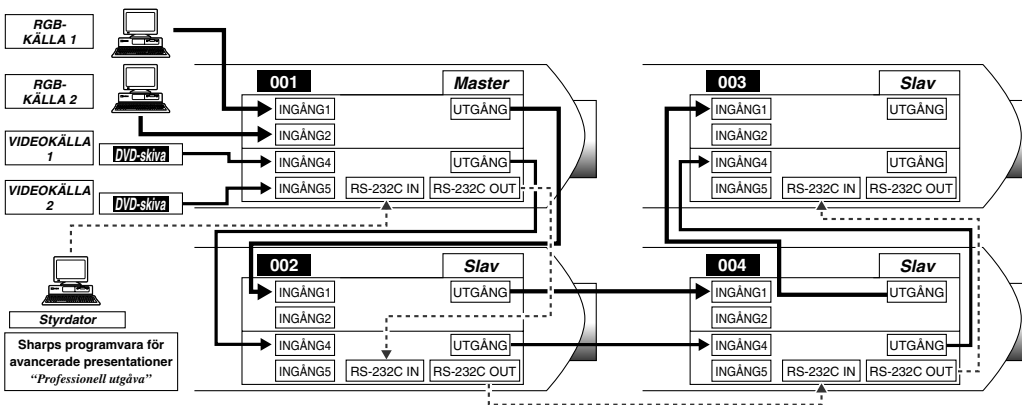 RGB-
KÄLLA 1
RGB-
KÄLLA 2
VIDEOKÄLLA
1
DVD-skiva
VIDEOKÄLLA
2
DVD-skiva
Styrdator
Sharps programvara för
avancerade presentationer
“Professionell utgåva”
001 Master
INGÅNG1 UTGÅNG
INGÅNG2
INGÅNG4 UTGÅNG
INGÅNG5 RS-232C IN RS-232C OUT
002 Slav
INGÅNG1 UTGÅNG
INGÅNG2
INGÅNG4 UTGÅNG
INGÅNG5 RS-232C IN RS-232C OUT
003 Slav
INGÅNG1 UTGÅNG
INGÅNG2
INGÅNG4 UTGÅNG
INGÅNG5 RS-232C IN RS-232C OUT
004 Slav
INGÅNG1 UTGÅNG
INGÅNG2
INGÅNG4 UTGÅNG
INGÅNG5 RS-232C IN RS-232C OUT